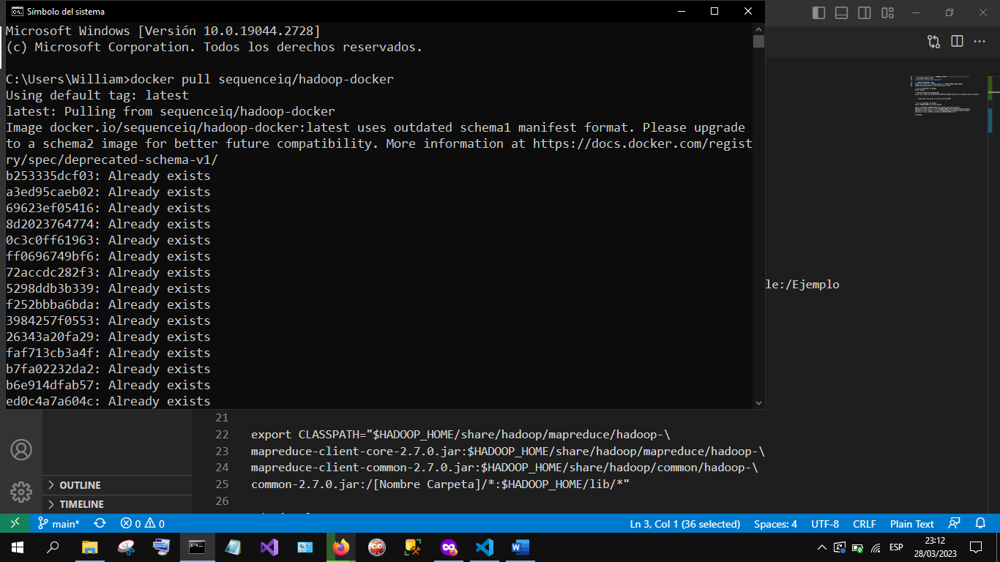 Símbolo del sistema
Microsoft Windows [Versión 10.0.19044.2728]
(c) Microsoft Corporation. Todos los derechos reservados.
C:\Users\William>docker pull sequenceiq/hadoop-docker
Using default tag: latest
latest: Pulling from sequenceiq/hadoop-docker
Image docker.io/sequenceiq/hadoop-docker:latest uses outdated schema1 manifest format. Please upgrade
to a schema2 image for better future compatibility. More information at https://docs.docker.com/regist
ry/spec/deprecated-schema-v1/
b253335dcf03: Already exists
a3ed95caeb02: Already exists
69623ef05416: Already exists
8d2023764774: Already exists
0c3c0ff61963: Already exists
ff0696749bf6: Already exists
72accdc282f3: Already exists
5298ddb3b339: Already exists
f252bbba6bda: Already exists
3984257f0553: Already exists
26343a20fa29: Already exists
faf713cb3a4f: Already exists
b7fa02232da2: Already exists
b6e914dfab57: Already exists
ed0c4a7a604c: Already exists
le:/Ejemplo
21
22 export CLASSPATH="$HADOOP_HOME/share/hadoop/mapreduce/hadoop-\
23 mapreduce-client-core-2.7.0.jar:$HADOOP_HOME/share/hadoop/mapreduce/hadoop-\
24 mapreduce-client-common-2.7.0.jar:$HADOOP_HOME/share/hadoop/common/hadoop-\
25 common-2.7.0.jar:/[Nombre Carpeta]/*:$HADOOP_HOME/lib/*"
26
OUTLINE
TIMELINE
main* 0 0 Ln 3, Col 1 (36 selected) Spaces: 4 UTF-8 CRLF Plain Text
ESP
23:12
28/03/2023